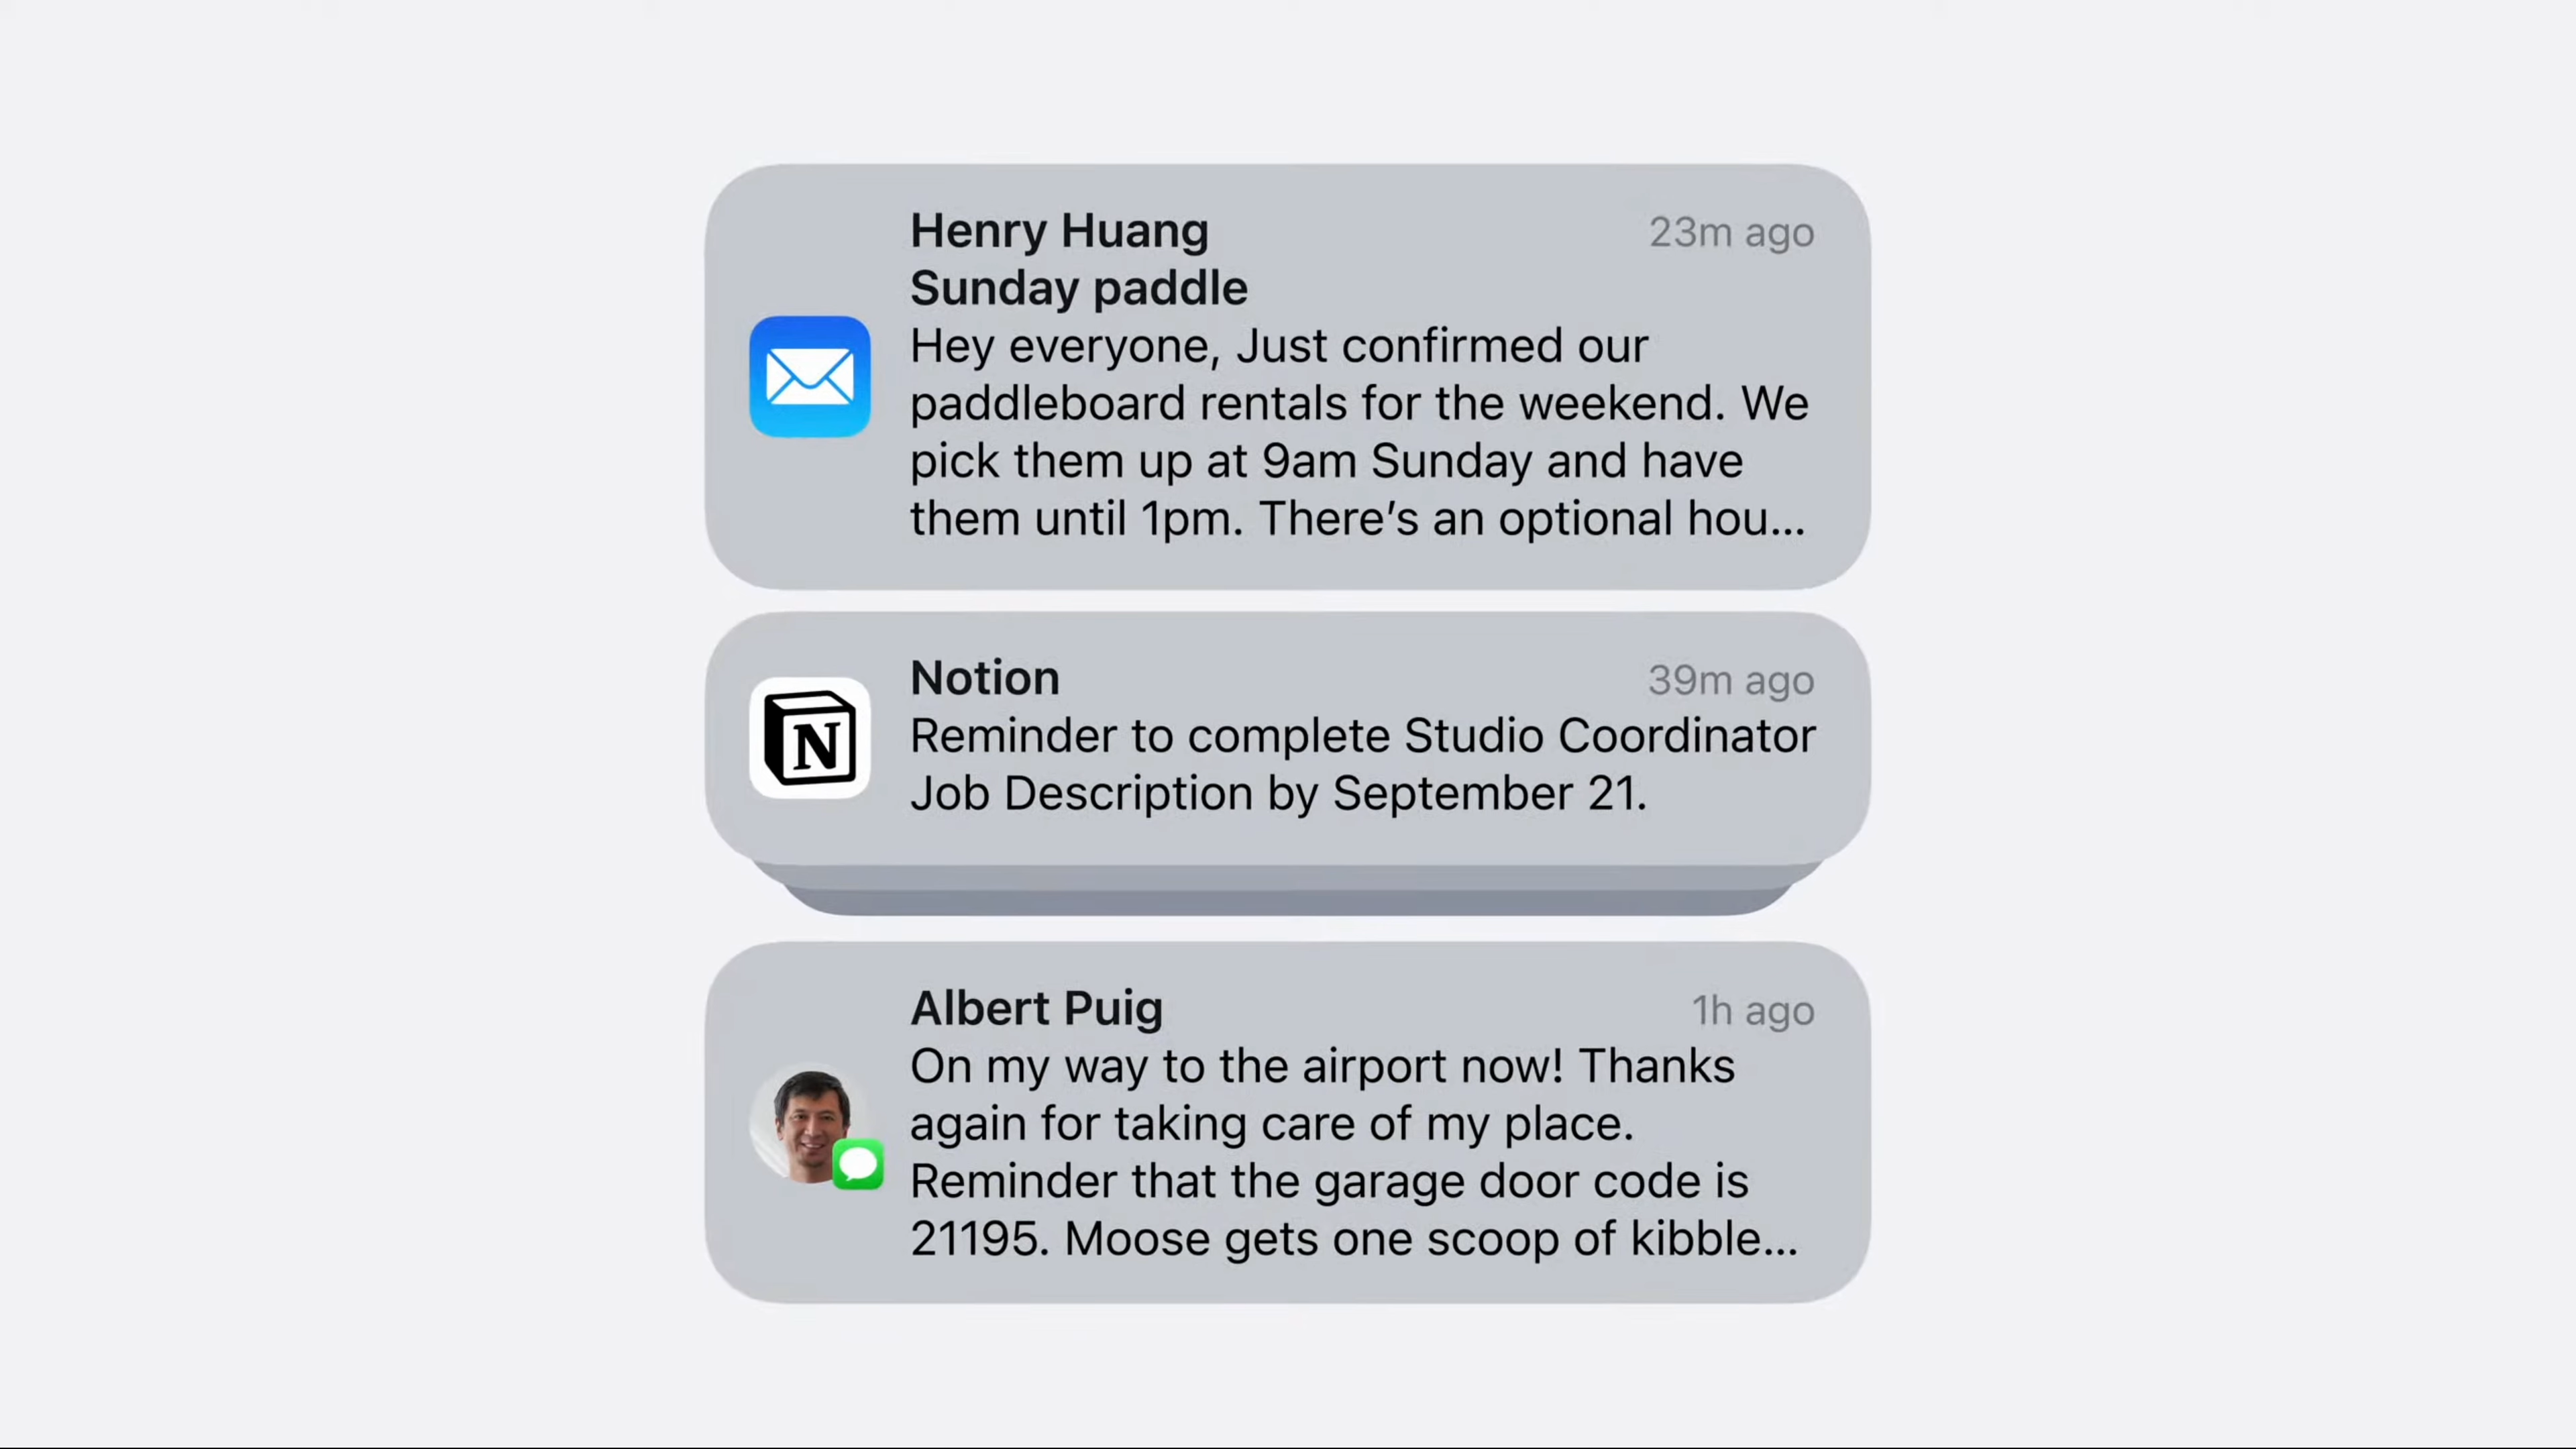 Henry Huang
23m ago
Sunday paddle
Hey everyone, Just confirmed our
paddleboard rentals for the weekend. We
pick them up at 9am Sunday and have
them until 1pm. There’s an optional hou...
N
Notion
39m ago
Reminder to complete Studio Coordinator
Job Description by September 21.
Albert Puig
1h ago
On my way to the airport now! Thanks
again for taking care of my place.
Reminder that the garage door code is
21195. Moose gets one scoop of kibble...